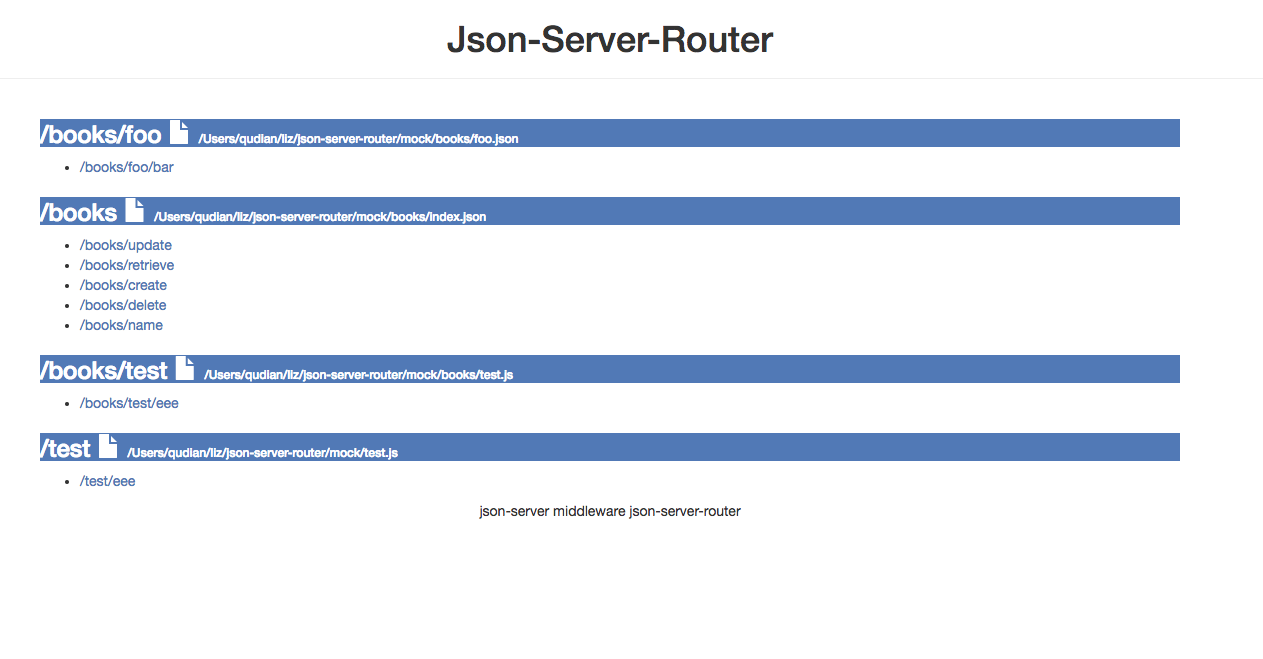 Json-Server-Router
/books/foo /Users/qudian/liz/json-server-router/mock/books/foo.json
/books/foo/bar
/books /Users/qudian/liz/json-server-router/mock/books/index.json
/books/update
/books/retrieve
/books/create
/books/delete
/books/name
/books/test /Users/qudian/liz/json-server-router/mock/books/test.js
/books/test/eee
/test /Users/qudian/liz/json-server-router/mock/test.js
/test/eee
json-server middleware json-server-router